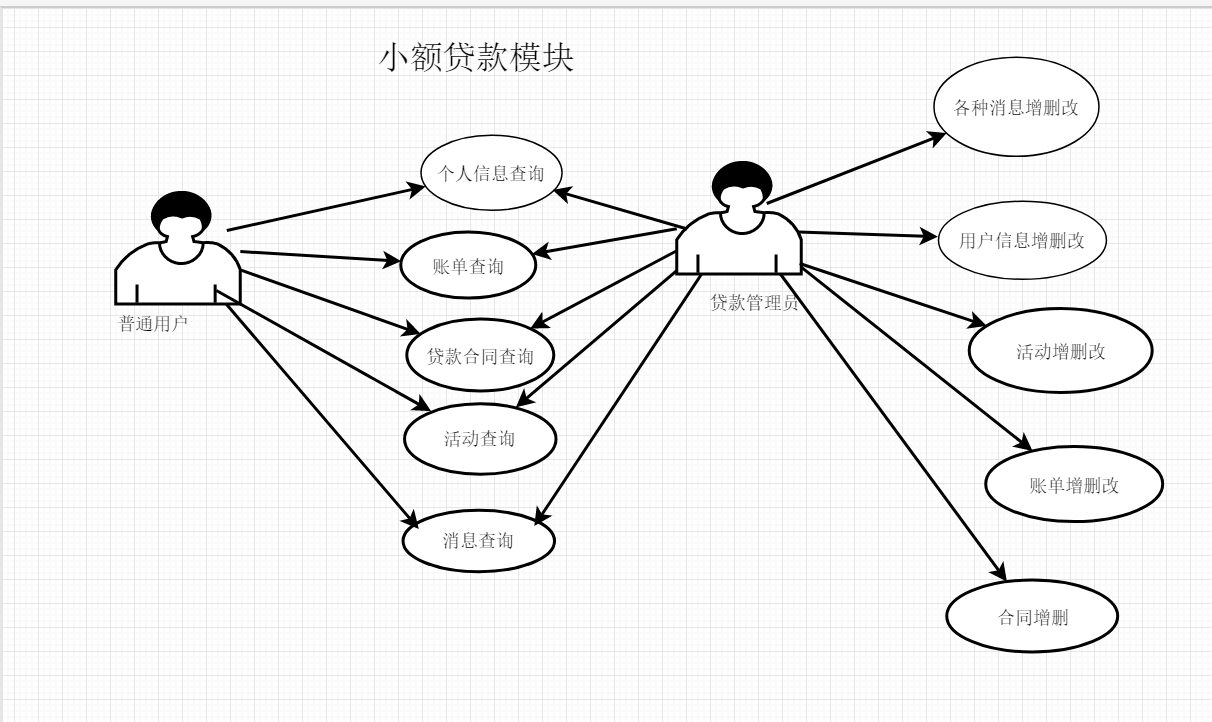 小额贷款模块
各种消息增删改
个人信息查询
用户信息增删改
账单查询
贷款管理员
普通用户
贷款合同查询
活动增删改
活动查询
账单增删改
消息查询
合同增删